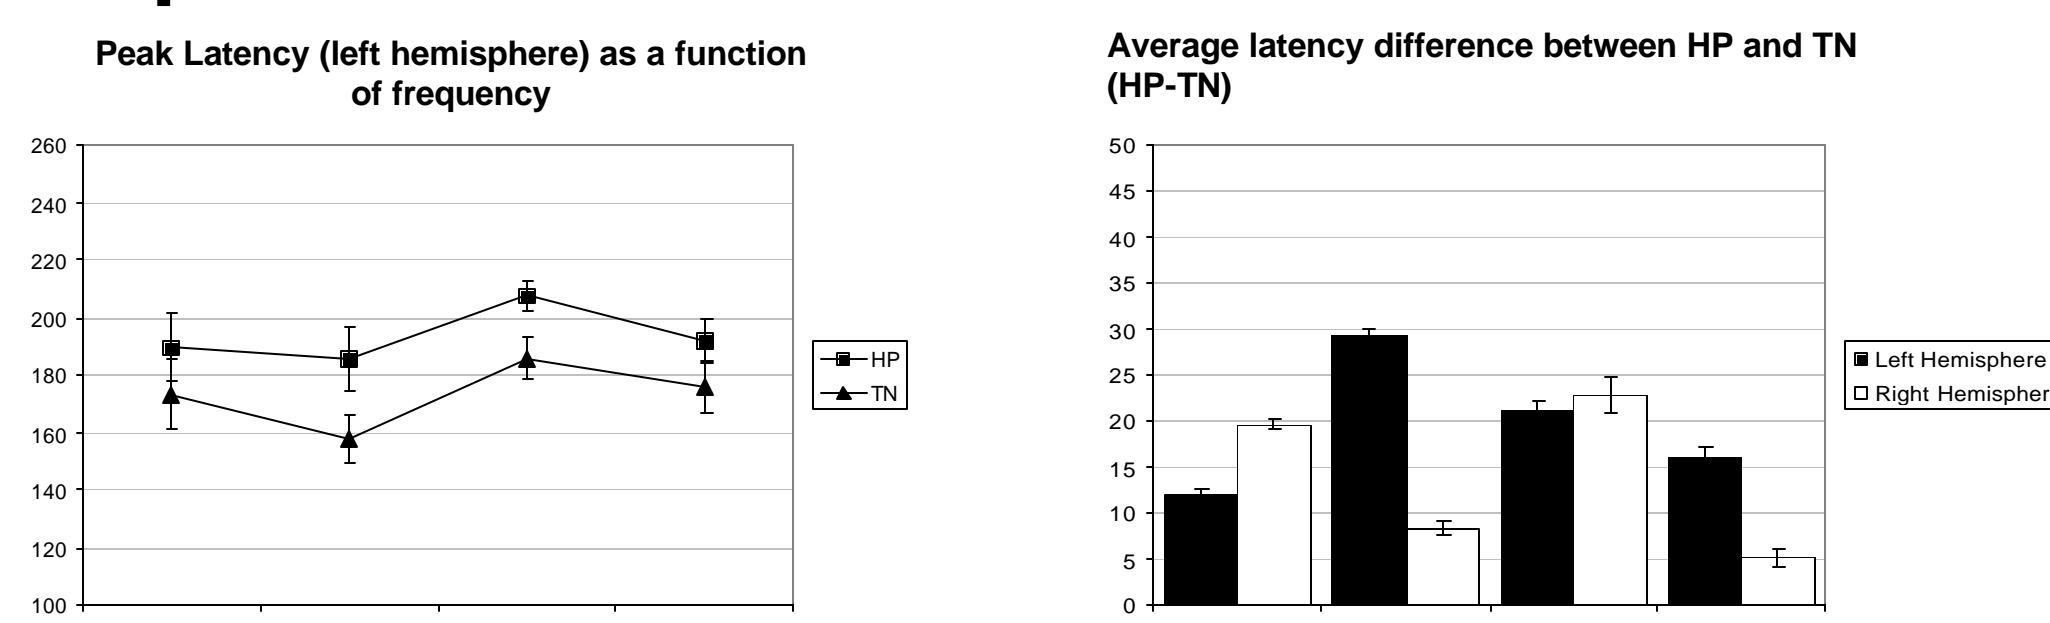 Peak Latency (left hemisphere) as a function
of frequency
260
240
220
200
180
160
140
120
100
HP
TN
Average latency difference between HP and TN
(HP-TN)
50
45
40
35
30
25
20
15
10
5
0
Left Hemisphere
Right Hemispher